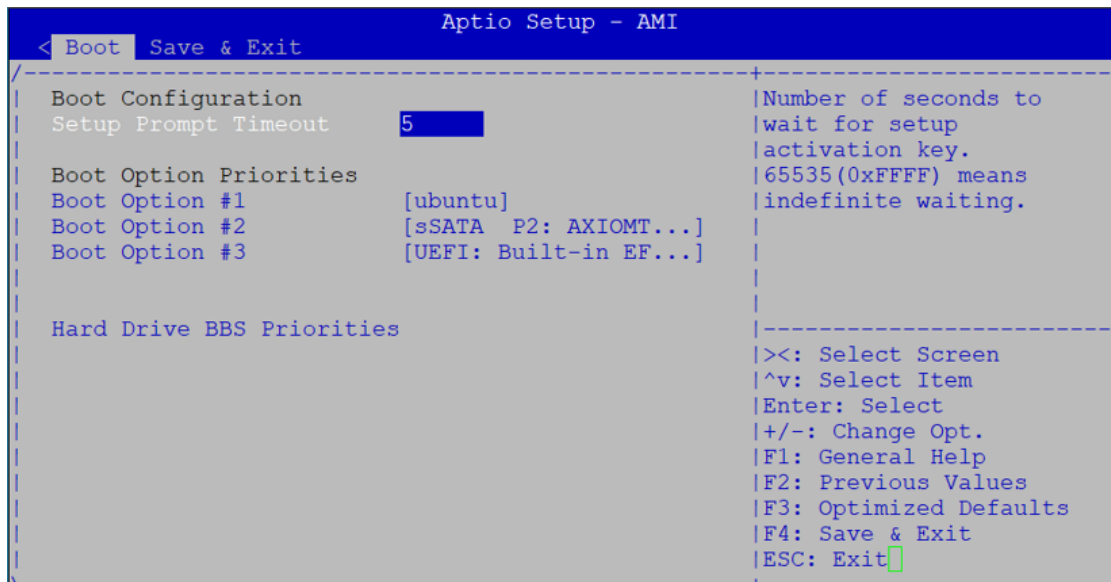 Aptio Setup - AMI
< Boot Save & Exit
/----------------------------------------------------+-------------------------
| Boot Configuration |Number of seconds to
| Setup Prompt Timeout 5 |wait for setup
| |activation key.
| Boot Option Priorities |65535(0xFFFF) means
| Boot Option #1 [ubuntu] |indefinite waiting.
| Boot Option #2 [sSATA P2: AXIOMT...] |
| Boot Option #3 [UEFI: Built-in EF...] |
| |
| |
| Hard Drive BBS Priorities |-------------------------
| |><: Select Screen
| |^v: Select Item
| |Enter: Select
| |+/-: Change Opt.
| |F1: General Help
| |F2: Previous Values
| |F3: Optimized Defaults
| |F4: Save & Exit
| |ESC: Exit